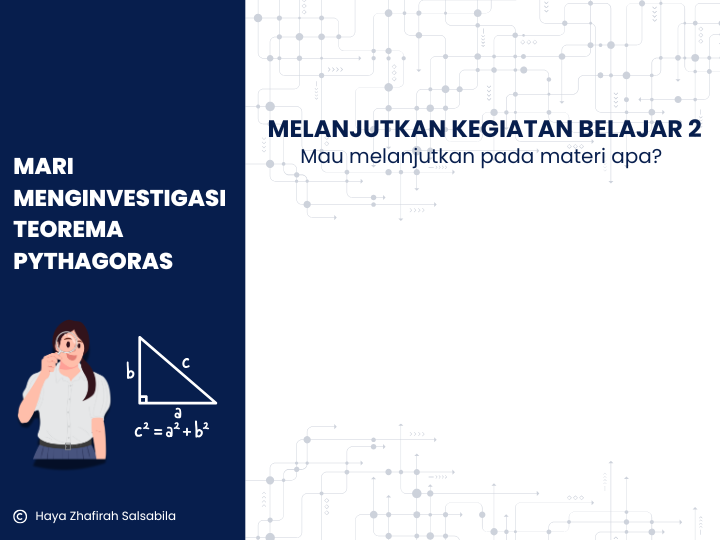 MELANJUTKAN KEGIATAN BELAJAR 2
Mau melanjutkan pada materi apa?
MARI
MENGINVESTIGASI
TEOREMA
PYTHAGORAS
b
c
a
c² = a² + b²
© Haya Zhafirah Salsabila